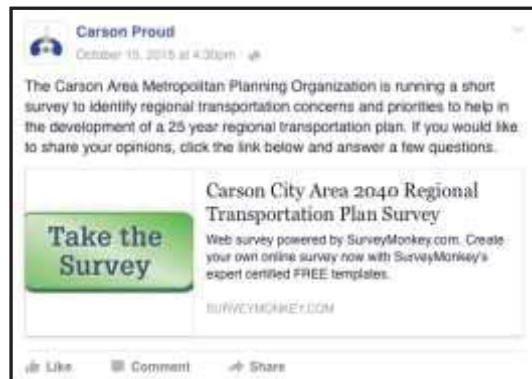 Carson Proud
October 15, 2015 at 4:30pm
The Carson Area Metropolitan Planning Organization is running a short
survey to identify regional transportation concerns and priorities to help in
the development of a 25 year regional transportation plan. If you would like
to share your opinions, click the link below and answer a few questions.
Take the
Survey
Carson City Area 2040 Regional
Transportation Plan Survey
Web survey powered by SurveyMonkey.com. Create
your own online survey now with SurveyMonkey's
expert certified FREE templates.
SURVEYMONKEY.COM
Like Comment Share